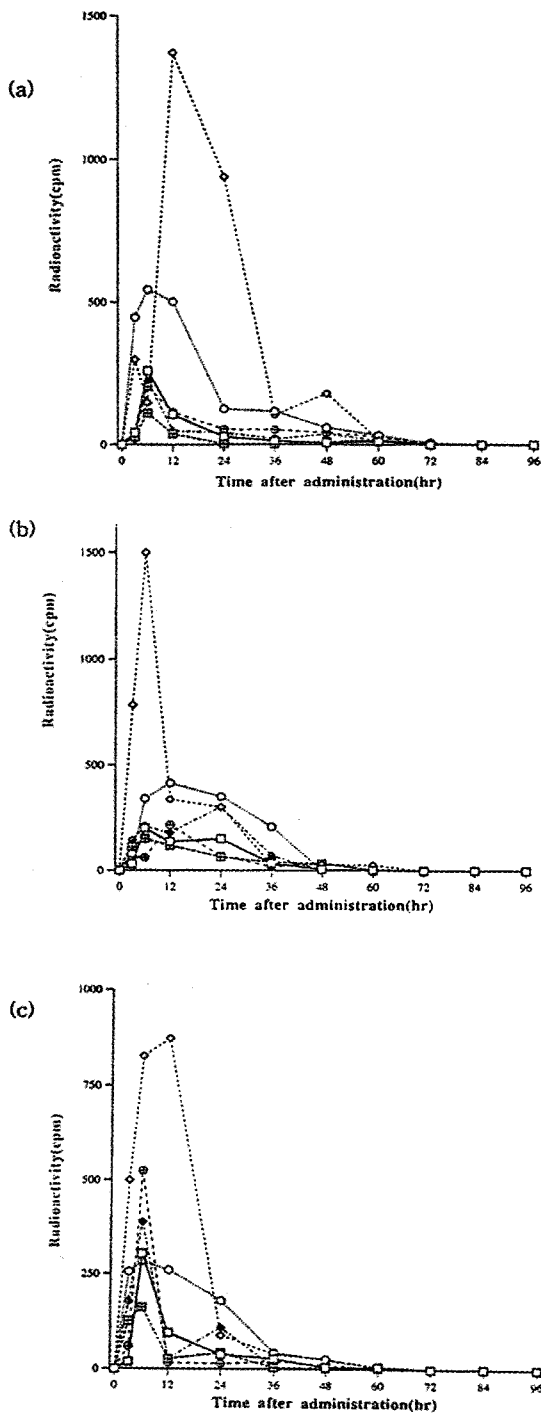 (a)
1500
1000
500
0
Radioactivity(cpm)
0 12 24 36 48 60 72 84 96
Time after administration(hr)
(b)
1500
1000
500
0
Radioactivity(cpm)
0 12 24 36 48 60 72 84 96
Time after administration(hr)
(c)
1000
750
500
250
0
Radioactivity(cpm)
0 12 24 36 48 60 72 84 96
Time after administration(hr)